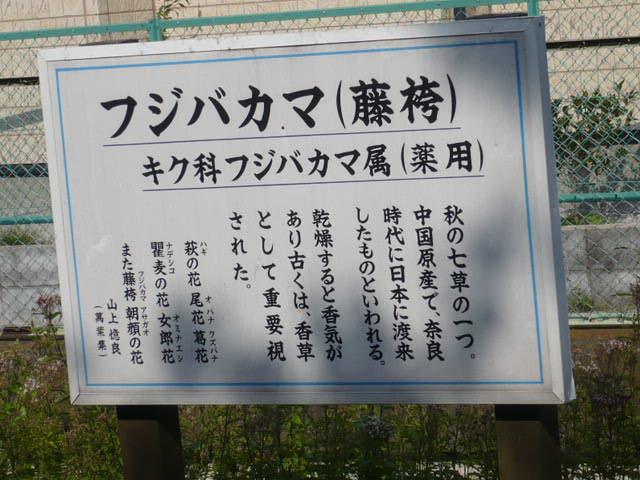 フジバカマ(藤袴)
キク科フジバカマ属(薬用)
秋の七草の一つ。
中国原産で、奈良
時代に日本に渡来
したものといわれる。
乾燥すると香気が
あり古くは、香草
として重要視
された。
萩の花 尾花 葛花
ハギ オバナ クズハナ
瞿麦の花 女郎花
ナデシコ オミナエシ
また藤袴 朝顔の花
フジバカマ アサガオ
山上憶良
(萬葉集)